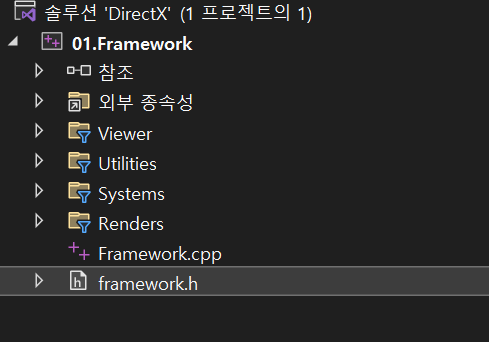 솔루션 'DirectX' (1 프로젝트의 1)
01.Framework
참조
외부 종속성
Viewer
Utilities
Systems
Renders
Framework.cpp
framework.h